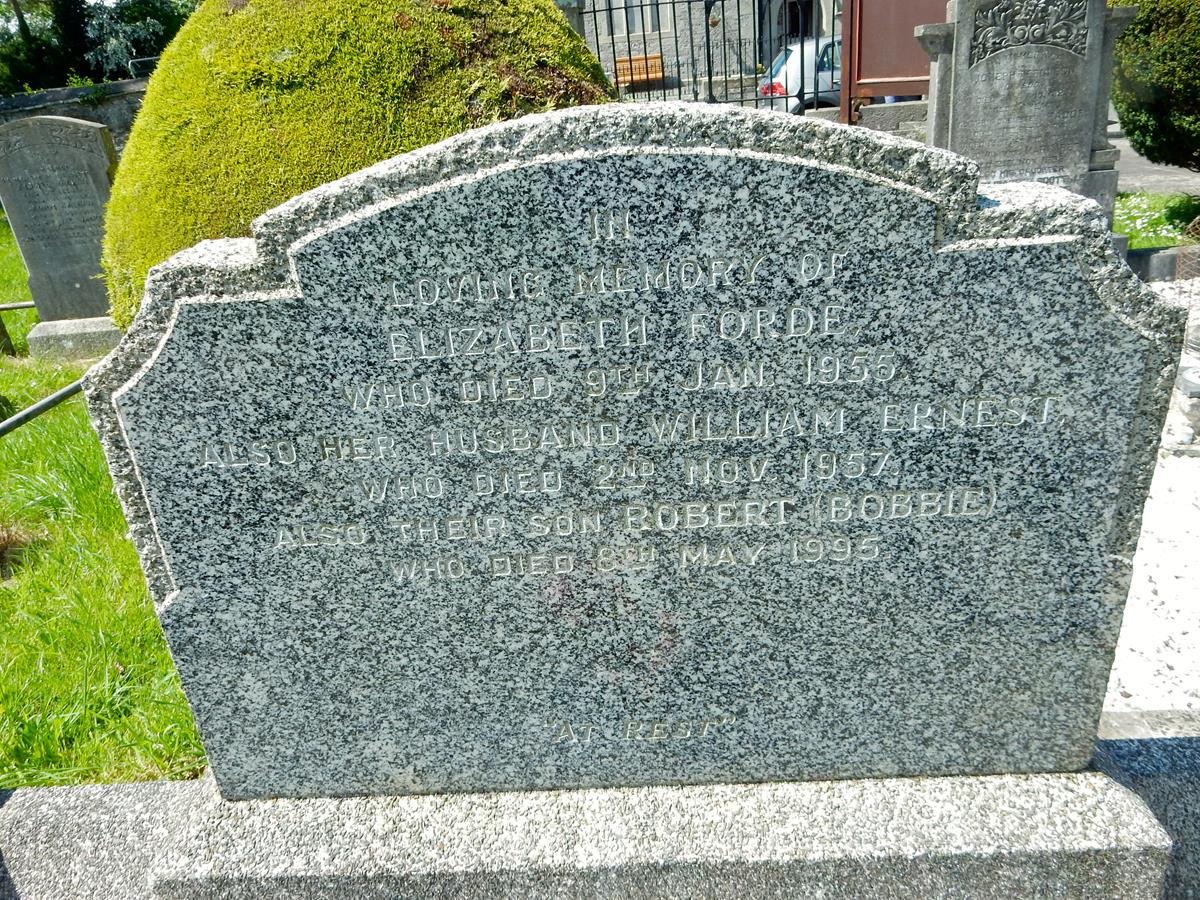 IN
LOVING MEMORY OF
ELIZABETH FORDE,
WHO DIED 9TH JAN 1955.
ALSO HER HUSBAND WILLIAM ERNEST,
WHO DIED 2ND NOV. 1957.
ALSO THEIR SON ROBERT (BOBBIE)
WHO DIED 8TH MAY 1995.
"AT REST"